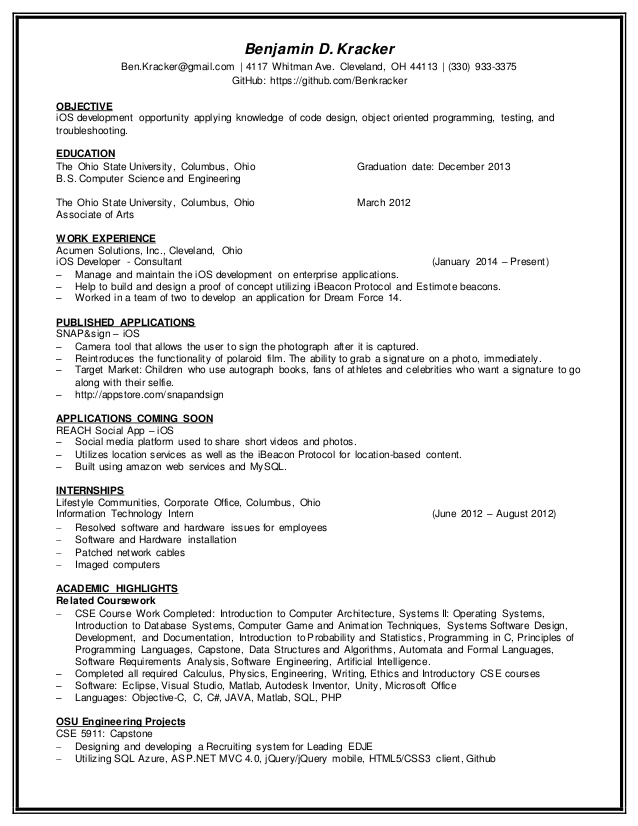 Benjamin D. Kracker
Ben.Kracker@gmail.com | 4117 Whitman Ave. Cleveland, OH 44113 | (330) 933-3375
GitHub: https://github.com/Benkracker
OBJECTIVE
iOS development opportunity applying knowledge of code design, object oriented programming, testing, and
troubleshooting.
EDUCATION
The Ohio State University, Columbus, Ohio Graduation date: December 2013
B.S. Computer Science and Engineering
The Ohio State University, Columbus, Ohio March 2012
Associate of Arts
WORK EXPERIENCE
Acumen Solutions, Inc., Cleveland, Ohio
iOS Developer - Consultant (January 2014 – Present)
– Manage and maintain the iOS development on enterprise applications.
– Help to build and design a proof of concept utilizing iBeacon Protocol and Estimote beacons.
– Worked in a team of two to develop an application for Dream Force 14.
PUBLISHED APPLICATIONS
SNAP&sign – iOS
– Camera tool that allows the user to sign the photograph after it is captured.
– Reintroduces the functionality of polaroid film. The ability to grab a signature on a photo, immediately.
– Target Market: Children who use autograph books, fans of athletes and celebrities who want a signature to go
along with their selfie.
– http://appstore.com/snapandsign
APPLICATIONS COMING SOON
REACH Social App – iOS
– Social media platform used to share short videos and photos.
– Utilizes location services as well as the iBeacon Protocol for location-based content.
– Built using amazon web services and MySQL.
INTERNSHIPS
Lifestyle Communities, Corporate Office, Columbus, Ohio
Information Technology Intern (June 2012 – August 2012)
– Resolved software and hardware issues for employees
– Software and Hardware installation
– Patched network cables
– Imaged computers
ACADEMIC HIGHLIGHTS
Related Coursework
– CSE Course Work Completed: Introduction to Computer Architecture, Systems II: Operating Systems,
Introduction to Database Systems, Computer Game and Animation Techniques, Systems Software Design,
Development, and Documentation, Introduction to Probability and Statistics, Programming in C, Principles of
Programming Languages, Capstone, Data Structures and Algorithms, Automata and Formal Languages,
Software Requirements Analysis, Software Engineering, Artificial Intelligence.
– Completed all required Calculus, Physics, Engineering, Writing, Ethics and Introductory CSE courses
– Software: Eclipse, Visual Studio, Matlab, Autodesk Inventor, Unity, Microsoft Office
– Languages: Objective-C, C, C#, JAVA, Matlab, SQL, PHP
OSU Engineering Projects
CSE 5911: Capstone
– Designing and developing a Recruiting system for Leading EDJE
– Utilizing SQL Azure, ASP.NET MVC 4.0, jQuery/jQuery mobile, HTML5/CSS3 client, Github